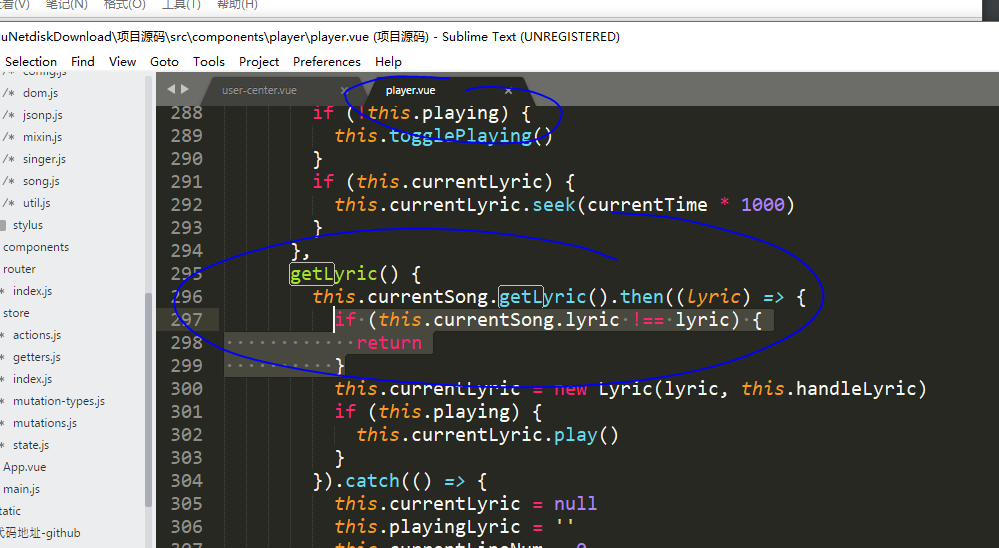 看(V) 笔记(N) 格式(O) 工具(T) 帮助(H)
uNetdiskDownload\项目源码\src\components\player\player.vue (项目源码) - Sublime Text (UNREGISTERED)
Selection Find View Goto Tools Project Preferences Help
/* config.js
/* dom.js
/* jsonp.js
/* mixin.js
/* singer.js
/* song.js
/* util.js
stylus
components
router
* index.js
store
* actions.js
* getters.js
* index.js
* mutation-types.js
* mutations.js
* state.js
App.vue
main.js
tatic
代码地址-github
user-center.vue ×
player.vue ×
288 if (!this.playing) {
289 this.togglePlaying()
290 }
291 if (this.currentLyric) {
292 this.currentLyric.seek(currentTime * 1000)
293 }
294 },
295 getLyric() {
296 this.currentSong.getLyric().then((lyric) => {
297 if (this.currentSong.lyric !== lyric) {
298 return
299 }
300 this.currentLyric = new Lyric(lyric, this.handleLyric)
301 if (this.playing) {
302 this.currentLyric.play()
303 }
304 }).catch(() => {
305 this.currentLyric = null
306 this.playingLyric = ''
307 this.currentLineNum = 0